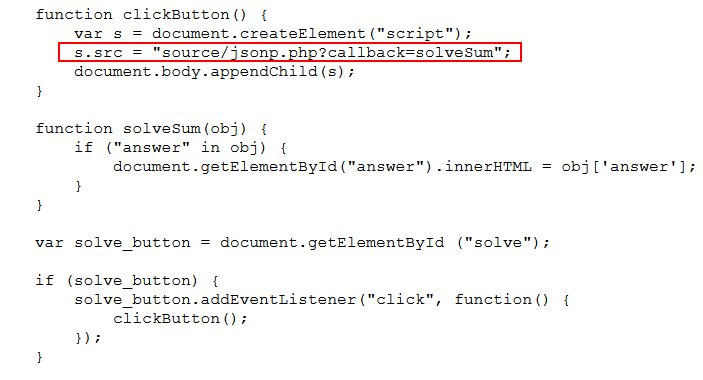 function clickButton() {
    var s = document.createElement("script");
    s.src = "source/jsonp.php?callback=solveSum";
    document.body.appendChild(s);
}

function solveSum(obj) {
    if ("answer" in obj) {
        document.getElementById("answer").innerHTML = obj['answer'];
    }
}

var solve_button = document.getElementById ("solve");

if (solve_button) {
    solve_button.addEventListener("click", function() {
        clickButton();
    });
}